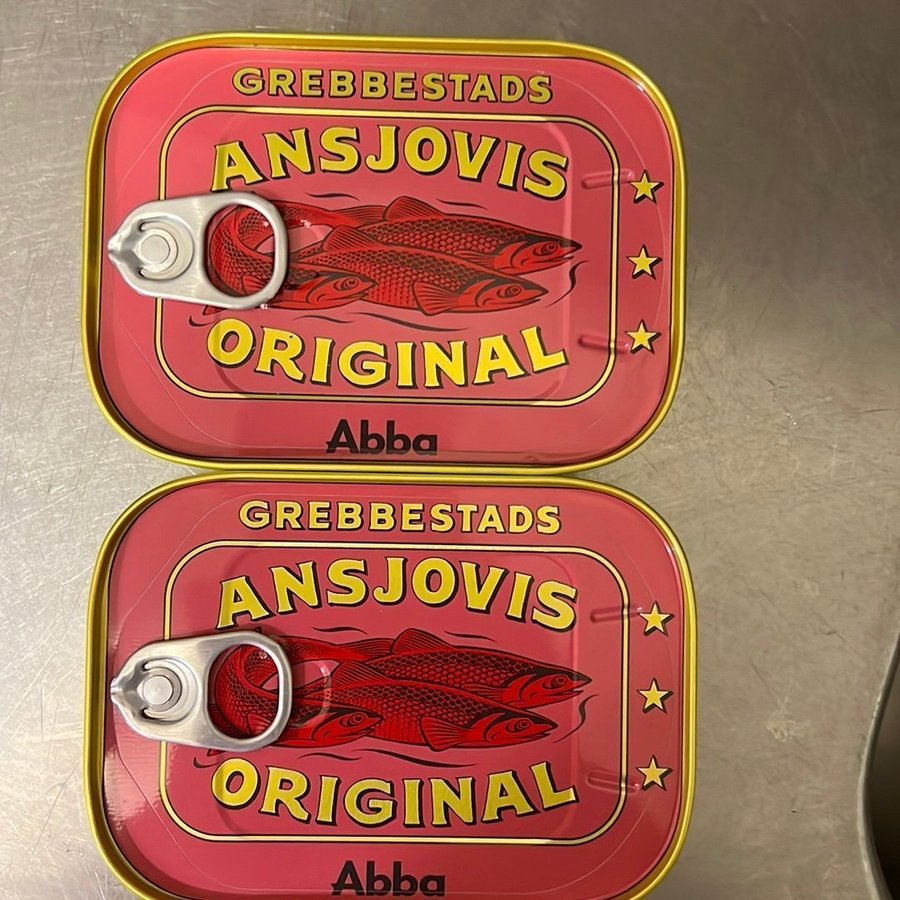 GREBBESTADS
ANSJOVIS
ORIGINAL
Abba
GREBBESTADS
ANSJOVIS
ORIGINAL
Abba